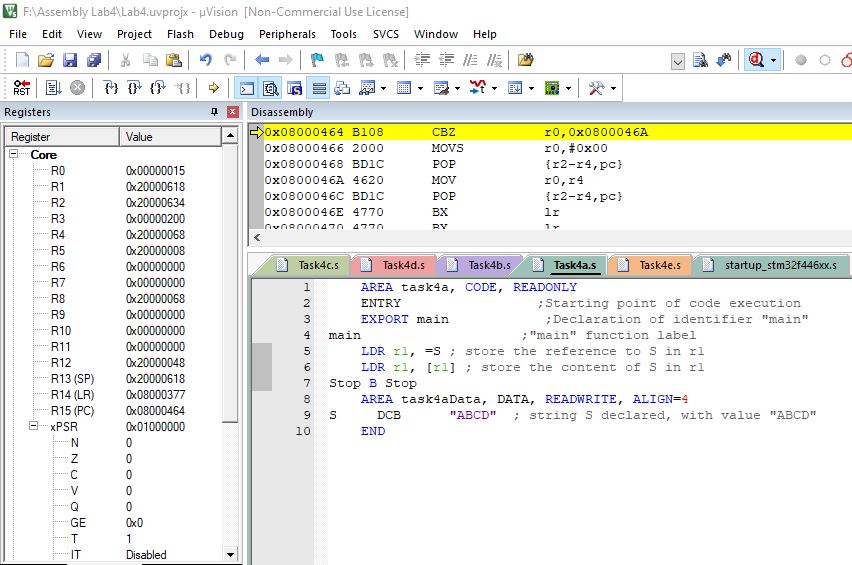 F:\Assembly Lab4\Lab4.uvprojx - µVision [Non-Commercial Use License]
File Edit View Project Flash Debug Peripherals Tools SVCS Window Help
RST
Registers
Register Value
Core
R0 0x00000015
R1 0x20000618
R2 0x20000634
R3 0x00000200
R4 0x20000068
R5 0x20000008
R6 0x00000000
R7 0x00000000
R8 0x20000068
R9 0x00000000
R10 0x00000000
R11 0x00000000
R12 0x20000048
R13 (SP) 0x20000618
R14 (LR) 0x08000377
R15 (PC) 0x08000464
xPSR 0x01000000
N 0
Z 0
C 0
V 0
Q 0
GE 0x0
T 1
IT Disabled
Disassembly
0x08000464 B108 CBZ r0,0x0800046A
0x08000466 2000 MOVS r0,#0x00
0x08000468 BD1C POP {r2-r4,pc}
0x0800046A 4620 MOV r0,r4
0x0800046C BD1C POP {r2-r4,pc}
0x0800046E 4770 BX lr
0x08000470 4770 BX lr
Task4c.s Task4d.s Task4b.s Task4a.s Task4e.s startup_stm32f446xx.s
1 AREA task4a, CODE, READONLY
2 ENTRY ;Starting point of code execution
3 EXPORT main ;Declaration of identifier "main"
4 main ;"main" function label
5 LDR r1, =S ; store the reference to S in r1
6 LDR r1, [r1] ; store the content of S in r1
7 Stop B Stop
8 AREA task4aData, DATA, READWRITE, ALIGN=4
9 S DCB "ABCD" ; string S declared, with value "ABCD"
10 END